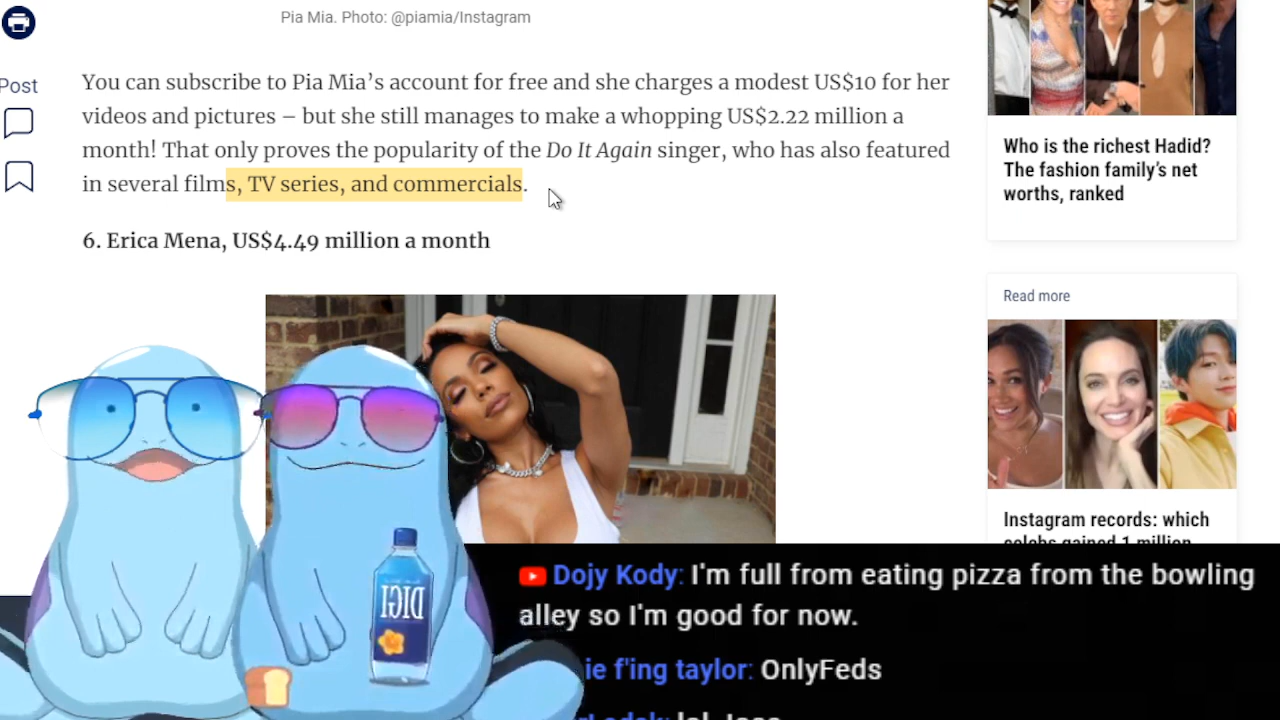 Pia Mia. Photo: @piamia/Instagram
Post
You can subscribe to Pia Mia’s account for free and she charges a modest US$10 for her
videos and pictures – but she still manages to make a whopping US$2.22 million a
month! That only proves the popularity of the Do It Again singer, who has also featured
in several films, TV series, and commercials.
6. Erica Mena, US$4.49 million a month
Who is the richest Hadid?
The fashion family’s net
worths, ranked
Read more
Instagram records: which
celebs gained 1 million
DIGI
Dojy Kody: I'm full from eating pizza from the bowling
alley so I'm good for now.
ie f'ing taylor: OnlyFeds